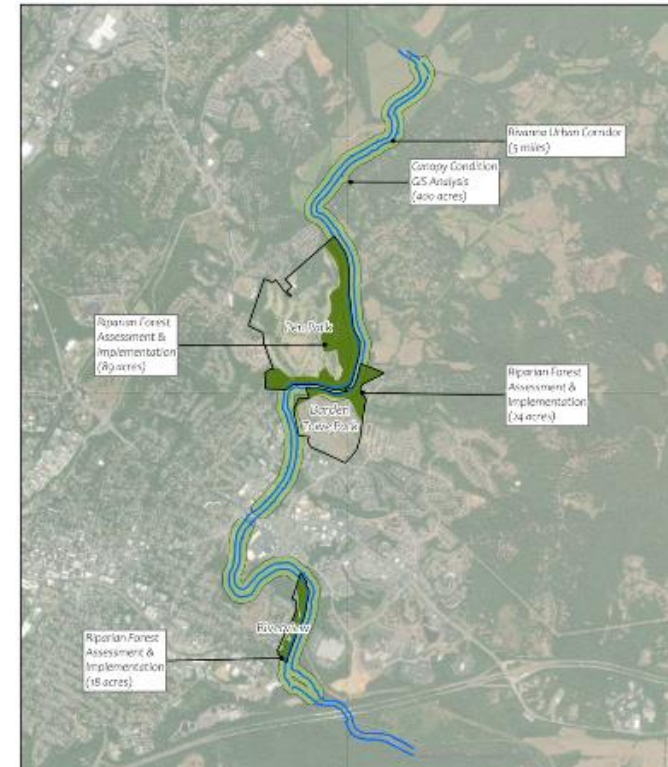 Rivanna Urban Corridor
(5 miles)
Canopy Condition
GIS Analysis
(400 acres)
Pen Park
Riparian Forest
Assessment &
Implementation
(89 acres)
Riparian Forest
Assessment &
Implementation
(24 acres)
Darden
Towe Park
Riverview
Riparian Forest
Assessment &
Implementation
(18 acres)